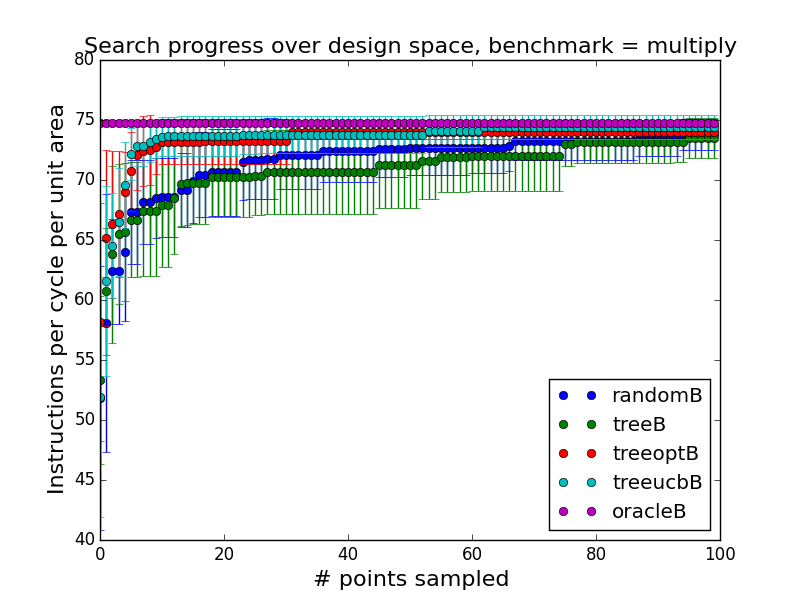 Search progress over design space, benchmark = multiply
Instructions per cycle per unit area
80
75
70
65
60
55
50
45
40
0 20 40 60 80 100
# points sampled
randomB
treeB
treeoptB
treeucbB
oracleB